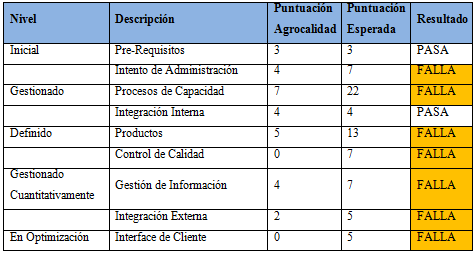 Nivel Descripción Puntuación Agrocalidad Puntuación Esperada Resultado
Inicial Pre-Requisitos 3 3 PASA
Intento de Administración 4 7 FALLA
Gestionado Procesos de Capacidad 7 22 FALLA
Integración Interna 4 4 PASA
Definido Productos 5 13 FALLA
Control de Calidad 0 7 FALLA
Gestionado Cuantitativamente Gestión de Información 4 7 FALLA
Integración Externa 2 5 FALLA
En Optimización Interface de Cliente 0 5 FALLA